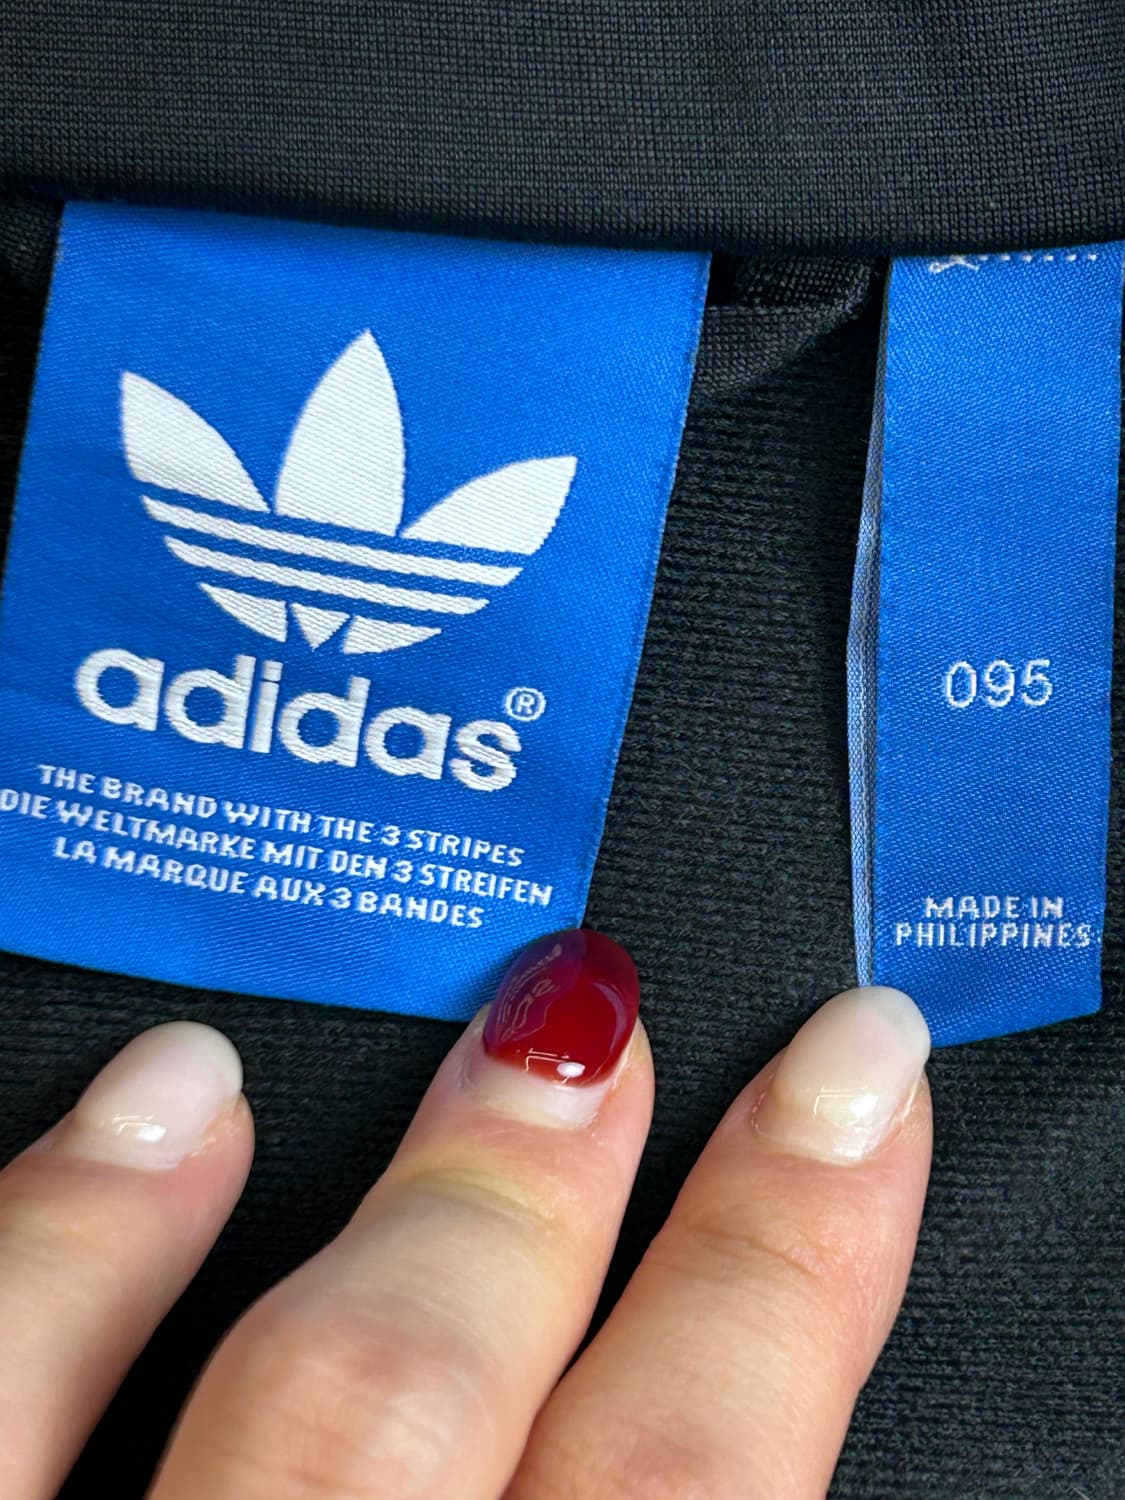 adidas®
THE BRAND WITH THE 3 STRIPES
DIE WELTMARKE MIT DEN 3 STREIFEN
LA MARQUE AUX 3 BANDES
095
MADE IN
PHILIPPINES